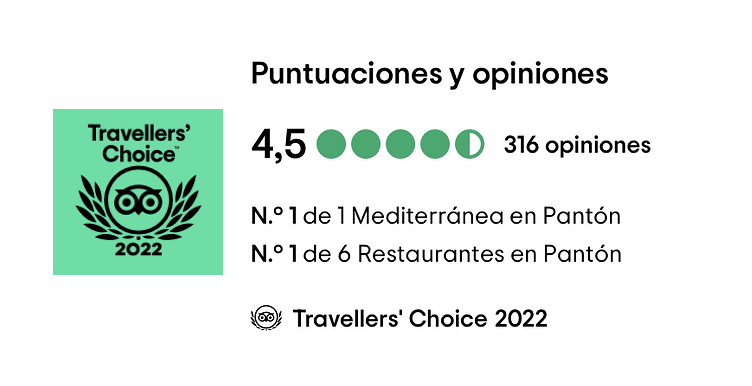 Puntuaciones y opiniones
Travellers'
Choice™
2022
4,5 316 opiniones
N.º 1 de 1 Mediterránea en Pantón
N.º 1 de 6 Restaurantes en Pantón
Travellers' Choice 2022